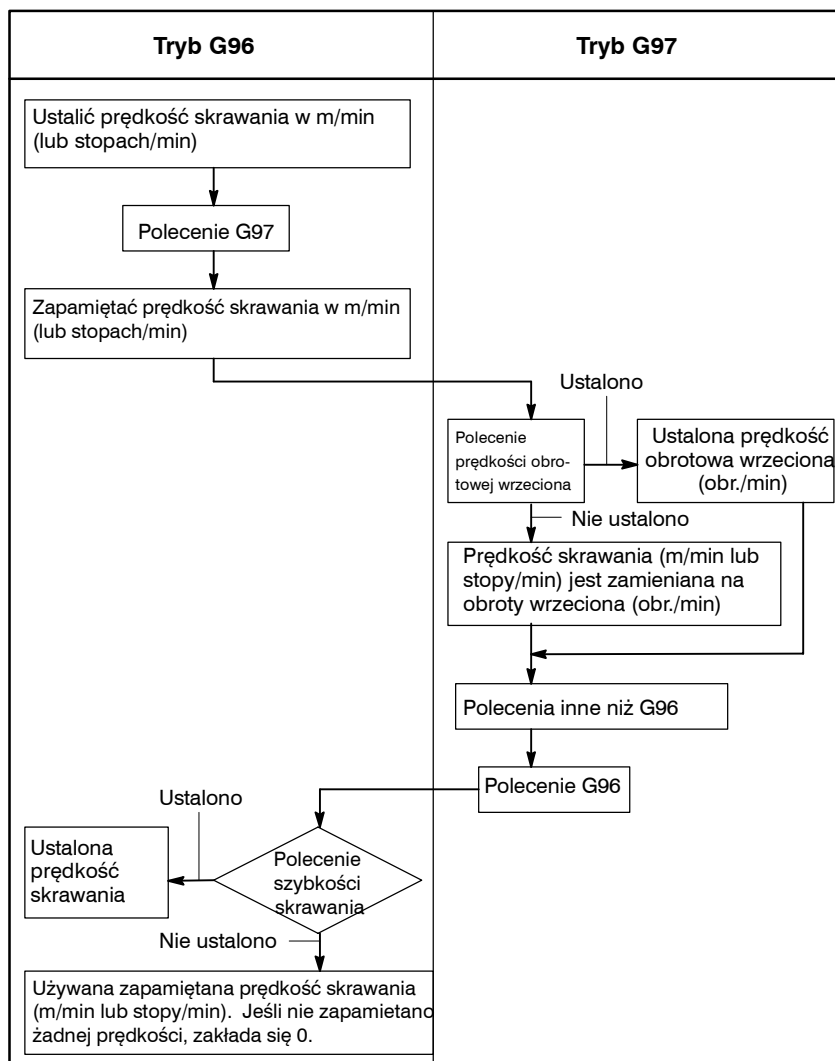 Tryb G96
Tryb G97
Ustalić prędkość skrawania w m/min
(lub stopach/min)
Polecenie G97
Zapamiętać prędkość skrawania w m/min
(lub stopach/min)
Ustalono
Polecenie
prędkości obro-
towej wrzeciona
Ustalona prędkość
obrotowa wrzeciona
(obr./min)
Nie ustalono
Prędkość skrawania (m/min lub
stopy/min) jest zamieniana na
obroty wrzeciona (obr./min)
Polecenia inne niż G96
Polecenie G96
Ustalono
Ustalona
prędkość
skrawania
Polecenie
szybkości
skrawania
Nie ustalono
Używana zapamiętana prędkość skrawania
(m/min lub stopy/min). Jeśli nie zapamietano
żadnej prędkości, zakłada się 0.